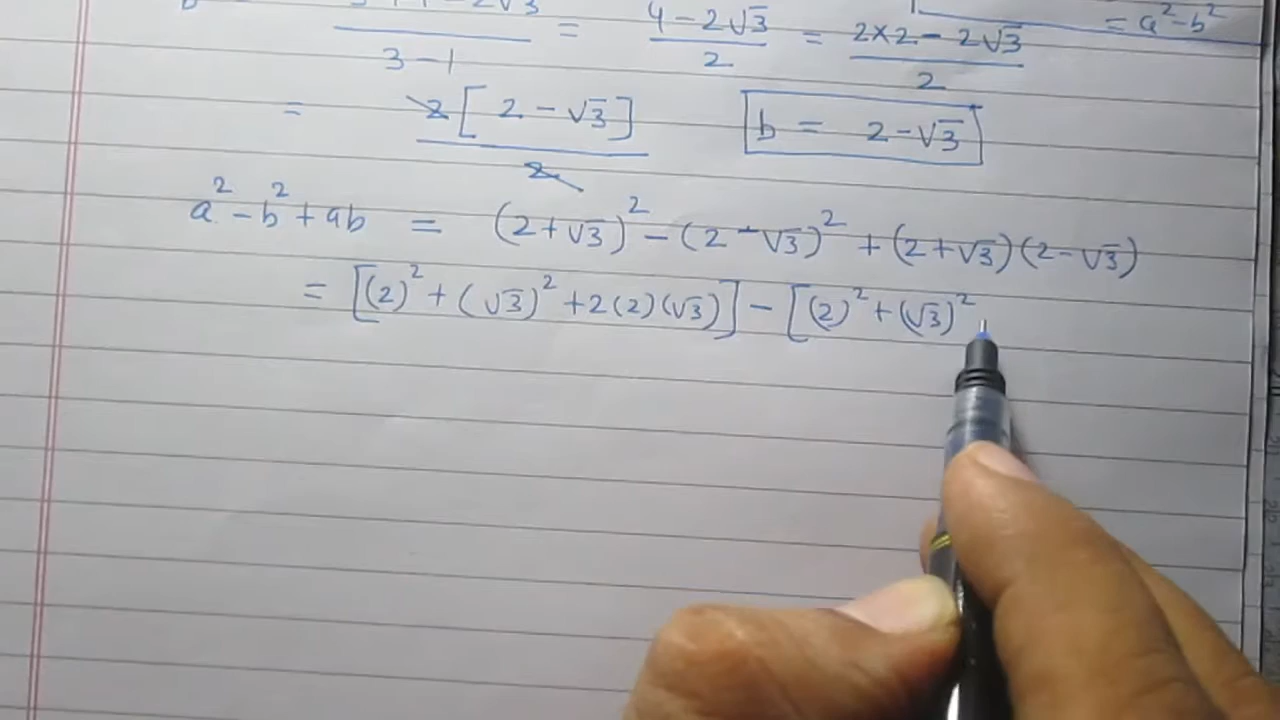 = 4 - 2√3 / 2 = 2×2 - 2√3 / 2 = a² - b²
3 - 1
= 2[2 - √3] / 2 b = 2 - √3
a² - b² + ab = (2 + √3)² - (2 - √3)² + (2 + √3)(2 - √3)
= [(2)² + (√3)² + 2(2)(√3)] - [(2)² + (√3)²